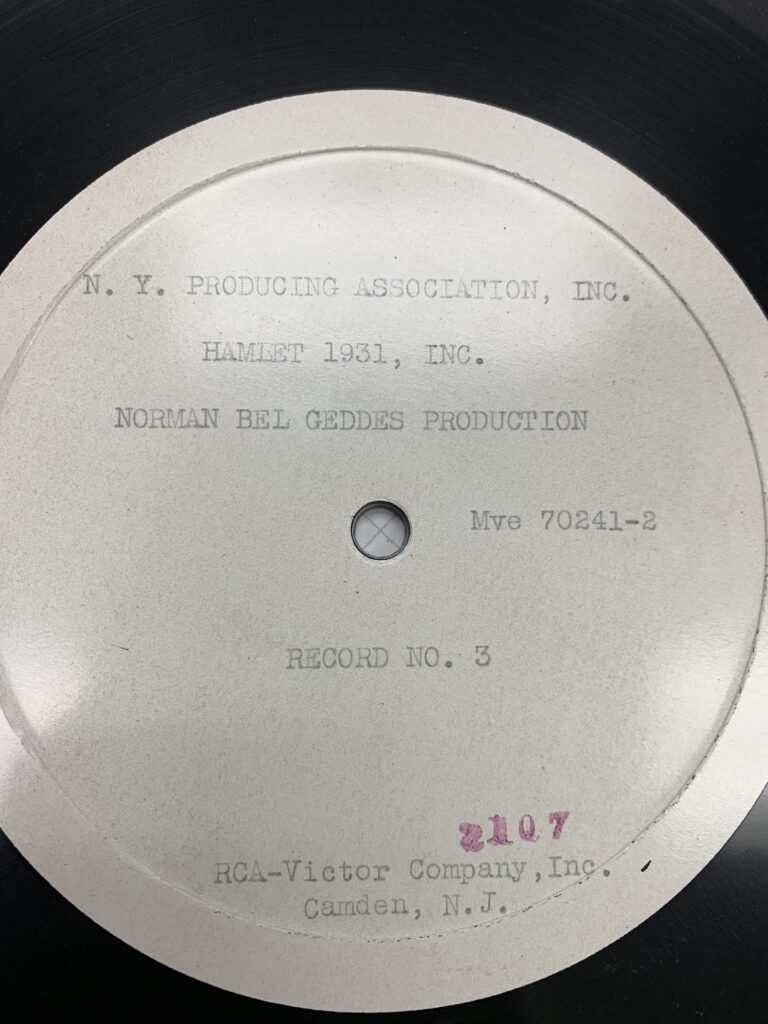 N. Y. PRODUCING ASSOCIATION, INC.
HAMLET 1931, INC.
NORMAN BEL GEDDES PRODUCTION
Mve 70241-2
RECORD NO. 3
2107
RCA-Victor Company,Inc.
Camden, N.J.